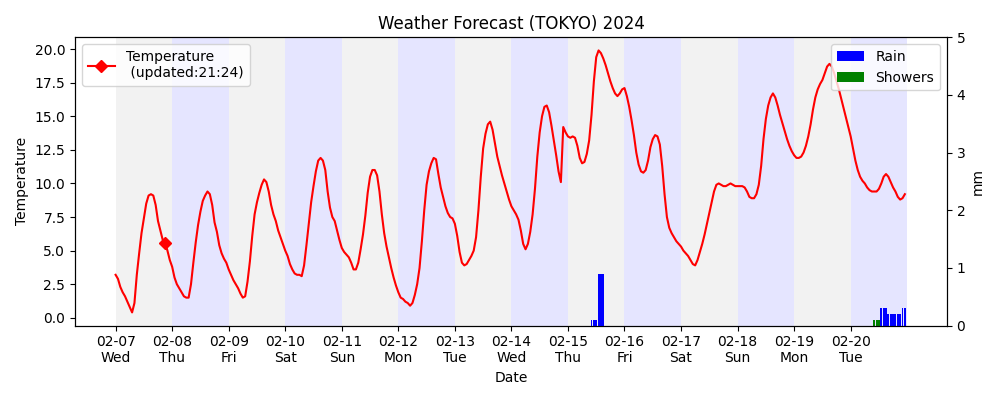 Weather Forecast (TOKYO) 2024
Temperature
(updated:21:24)
Rain
Showers
Temperature
20.0
17.5
15.0
12.5
10.0
7.5
5.0
2.5
0.0
5
4
3
2
1
0
mm
02-07 02-08 02-09 02-10 02-11 02-12 02-13 02-14 02-15 02-16 02-17 02-18 02-19 02-20
Wed Thu Fri Sat Sun Mon Tue Wed Thu Fri Sat Sun Mon Tue
Date